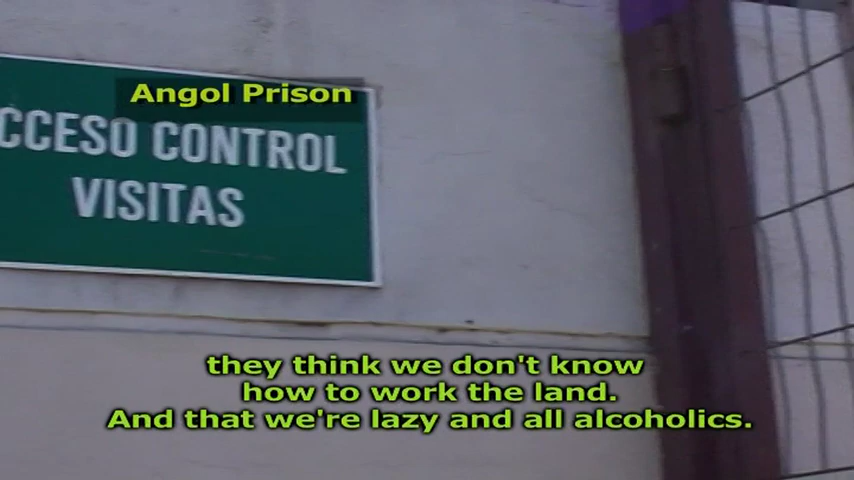 Angol Prison
CCESO CONTROL
VISITAS
they think we don't know
how to work the land.
And that we're lazy and all alcoholics.